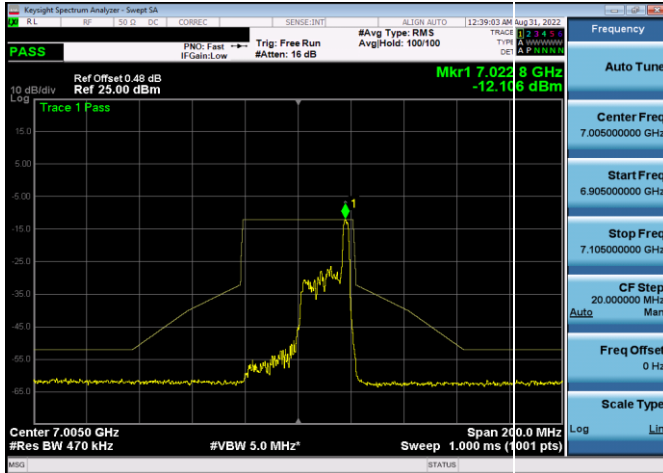 Keysight Spectrum Analyzer - Swept SA
RL RF 50 Ω DC CORREC SENSE:INT ALIGN AUTO 12:39:03 AM Aug 31, 2022
PASS
PNO: Fast
IFGain:Low
Trig: Free Run
#Atten: 16 dB
#Avg Type: RMS
Avg|Hold: 100/100
TRACE 1 2 3 4 5 6
TYPE A WWWWW
DET A P N N N N
Frequency
Mkr1 7.022 8 GHz
-12.106 dBm
Ref Offset 0.48 dB
10 dB/div Ref 25.00 dBm
Log
Trace 1 Pass
15.0
5.00
-5.00
-15.0
-25.0
-35.0
-45.0
-55.0
-65.0
1
Center 7.0050 GHz Span 200.0 MHz
#Res BW 470 kHz #VBW 5.0 MHz* Sweep 1.000 ms (1001 pts)
MSG STATUS
Auto Tune
Center Freq
7.005000000 GHz
Start Freq
6.905000000 GHz
Stop Freq
7.105000000 GHz
CF Step
20.000000 MHz
Auto Man
Freq Offset
0 Hz
Scale Type
Log Lin